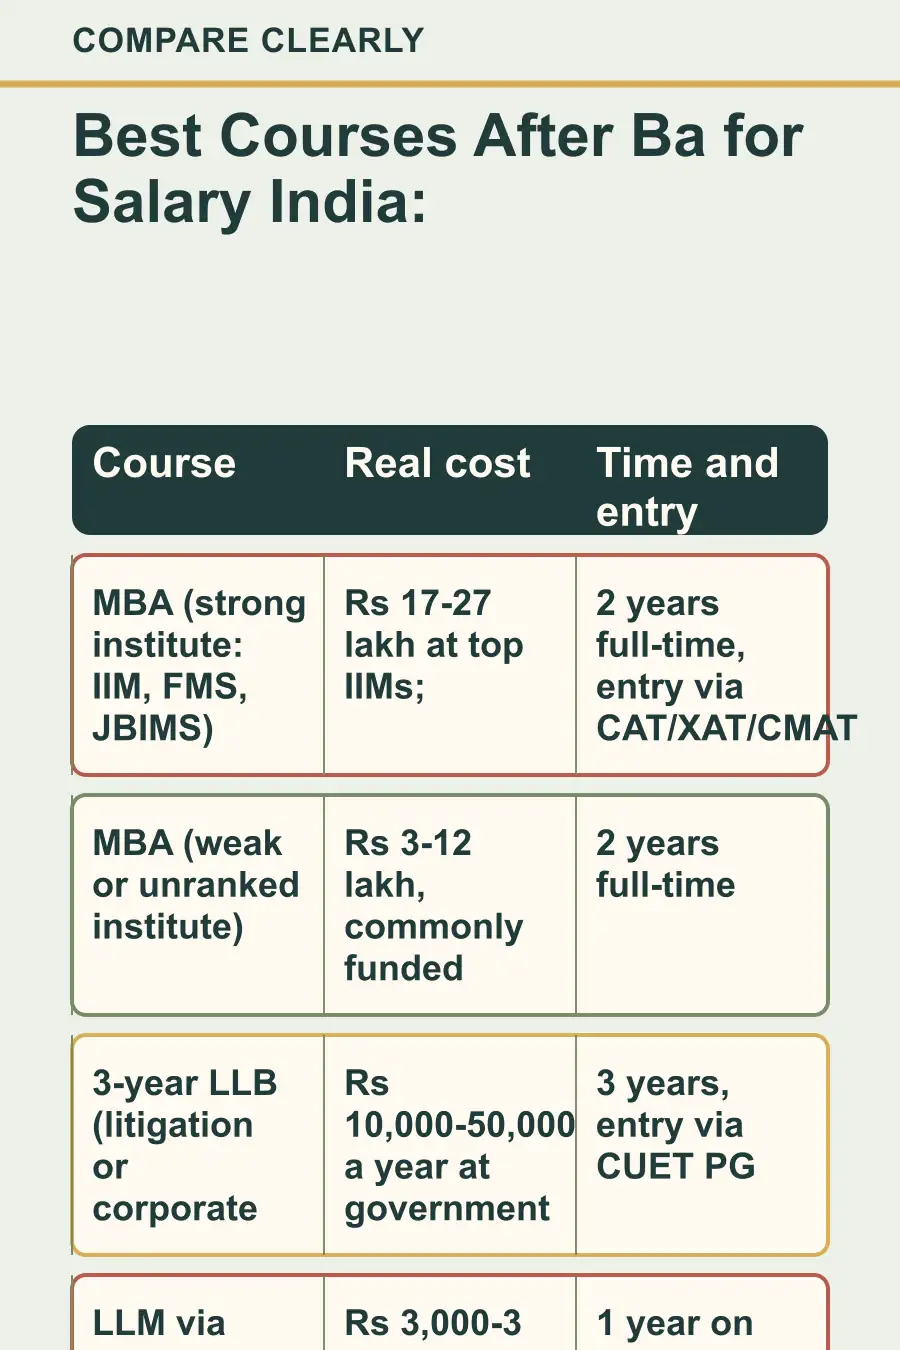 COMPARE CLEARLY
Best Courses After Ba for
Salary India:
Course
Real cost
Time and
entry
MBA (strong
institute:
IIM, FMS,
JBIMS)
Rs 17-27
lakh at top
IIMs;
2 years
full-time,
entry via
CAT/XAT/CMAT
MBA (weak
or unranked
institute)
Rs 3-12
lakh,
commonly
funded
2 years
full-time
3-year LLB
(litigation
or
corporate
Rs
10,000-50,000
a year at
government
3 years,
entry via
CUET PG
LLM via
Rs 3,000-3
1 year on